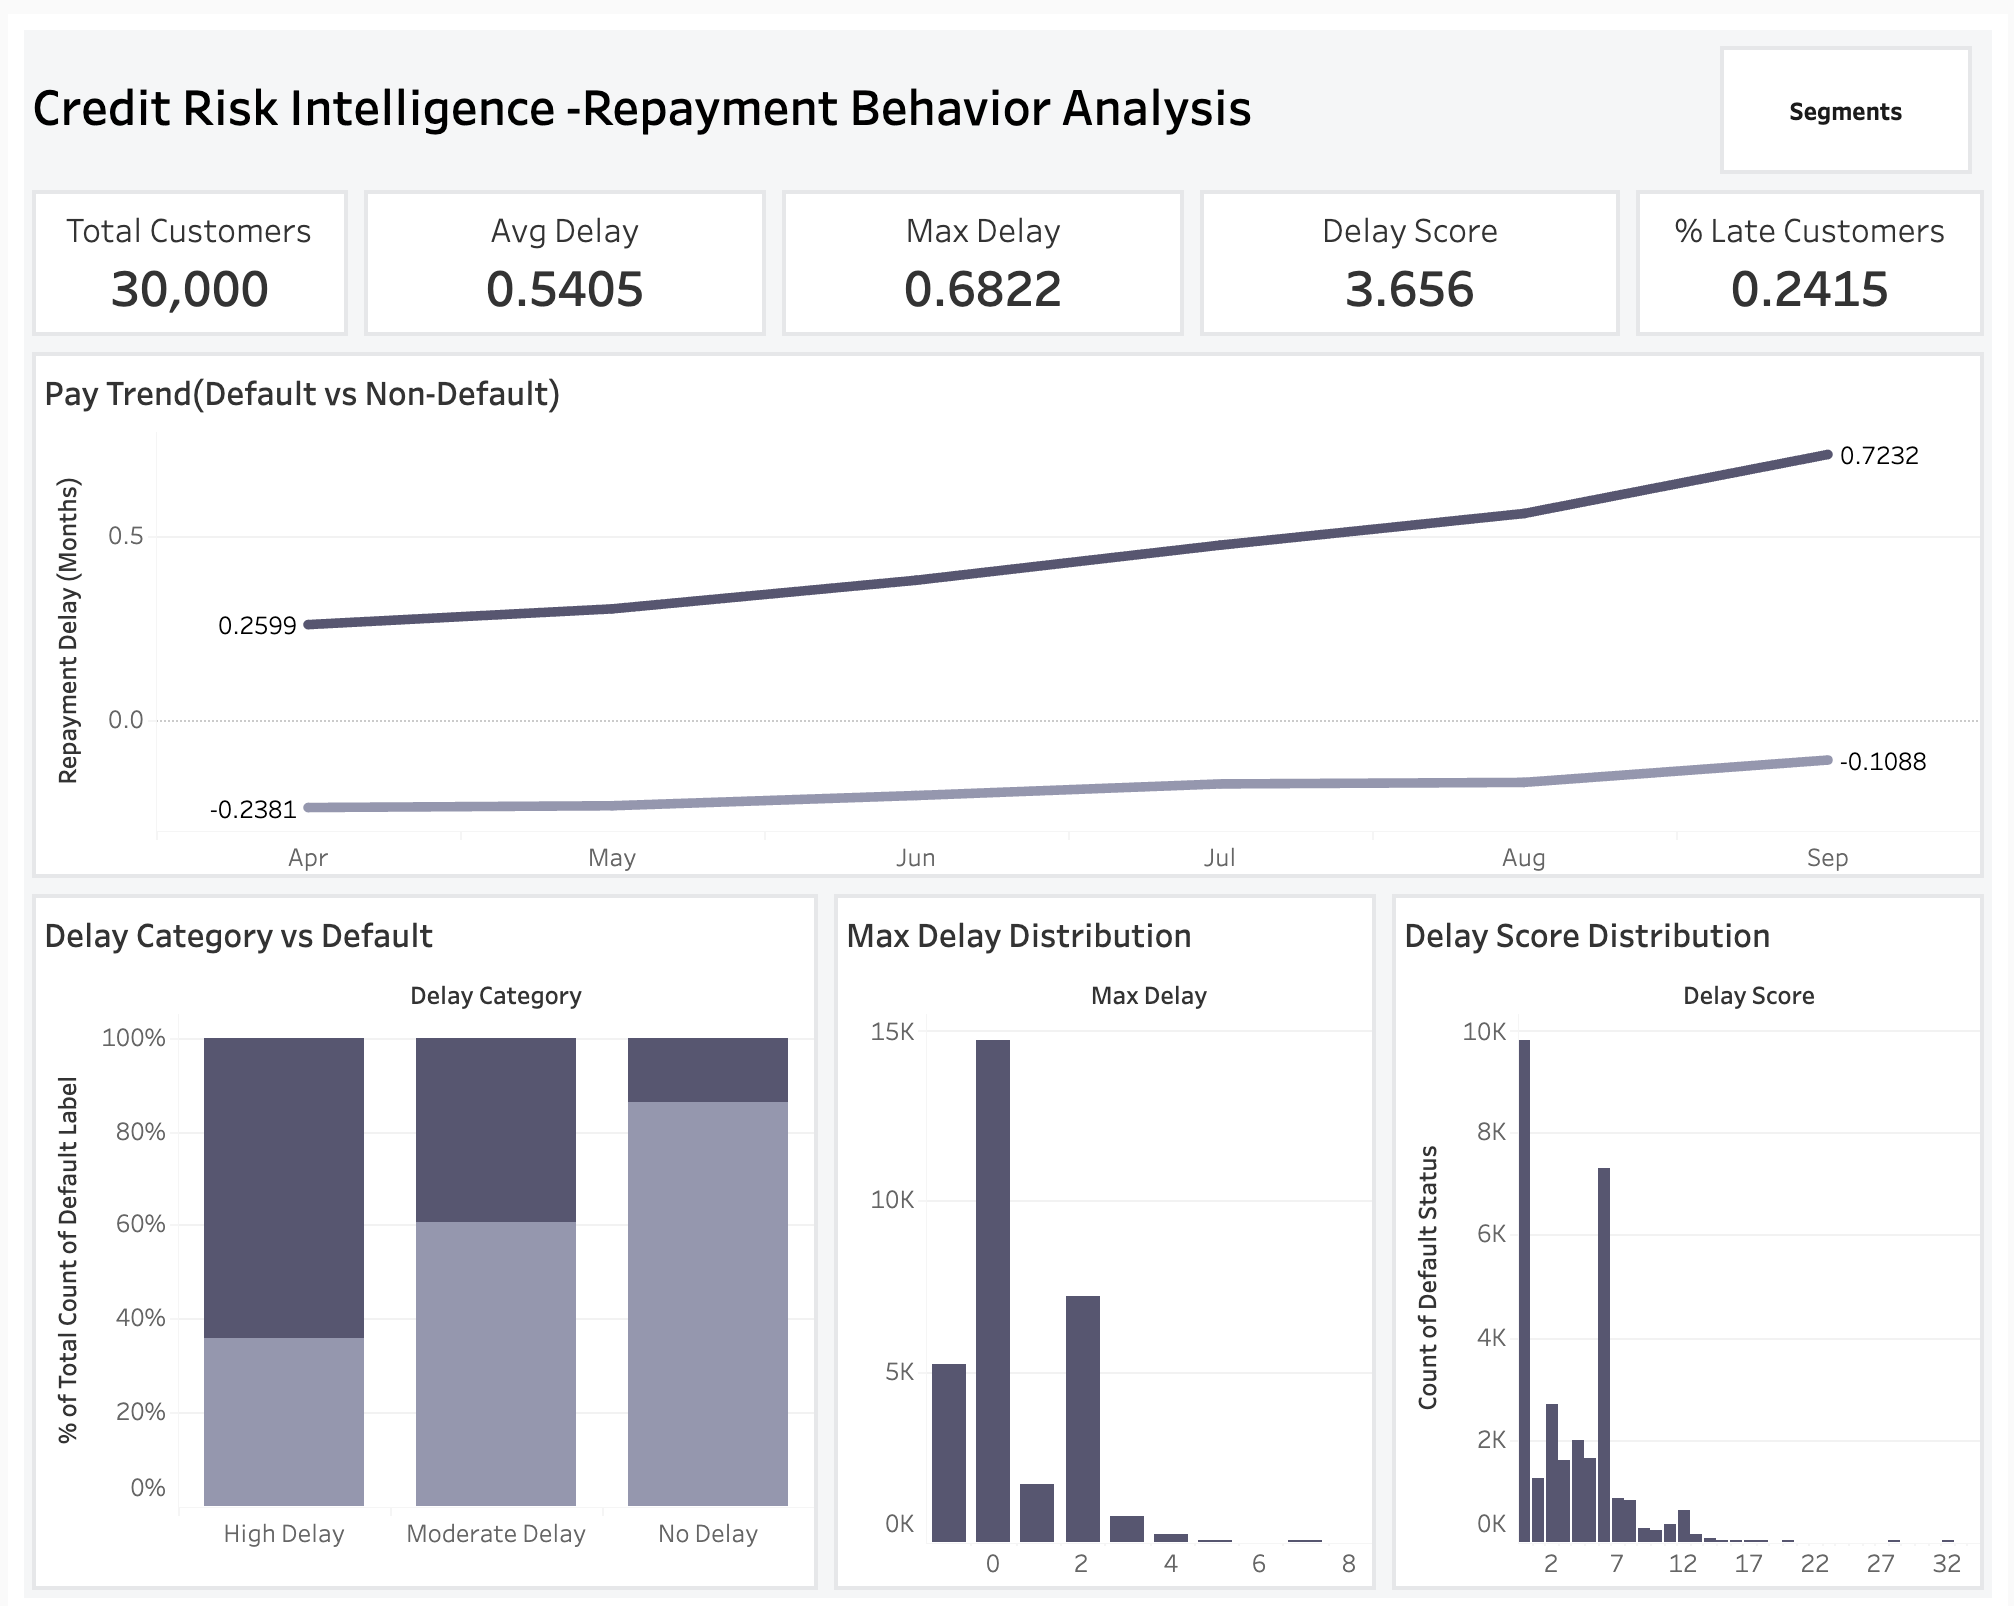 Credit Risk Intelligence -Repayment Behavior Analysis
Segments
Total Customers
30,000
Avg Delay
0.5405
Max Delay
0.6822
Delay Score
3.656
% Late Customers
0.2415
Pay Trend(Default vs Non-Default)
Repayment Delay (Months)
0.5
0.0
0.2599
0.7232
-0.2381
-0.1088
Apr May Jun Jul Aug Sep
Delay Category vs Default
Delay Category
% of Total Count of Default Label
100%
80%
60%
40%
20%
0%
High Delay Moderate Delay No Delay
Max Delay Distribution
Max Delay
15K
10K
5K
0K
0 2 4 6 8
Delay Score Distribution
Delay Score
Count of Default Status
10K
8K
6K
4K
2K
0K
2 7 12 17 22 27 32